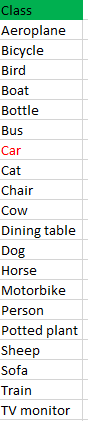 Class
Aeroplane
Bicycle
Bird
Boat
Bottle
Bus
Car
Cat
Chair
Cow
Dining table
Dog
Horse
Motorbike
Person
Potted plant
Sheep
Sofa
Train
TV monitor